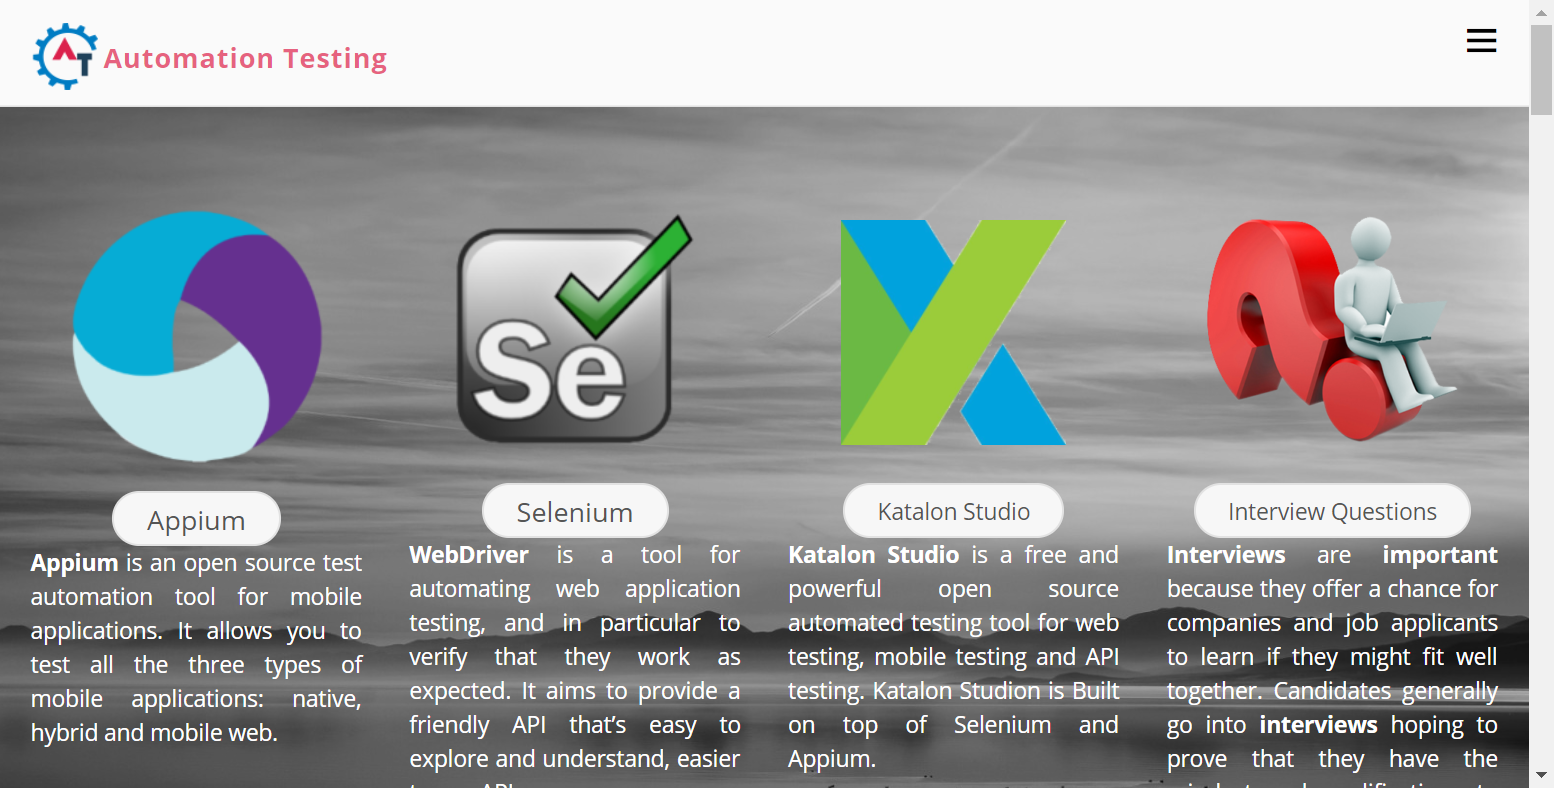 Automation Testing
Se
Appium
Appium is an open source test
automation tool for mobile
applications. It allows you to
test all the three types of
mobile applications: native,
hybrid and mobile web.
Selenium
WebDriver is a tool for
automating web application
testing, and in particular to
verify that they work as
expected. It aims to provide a
friendly API that’s easy to
explore and understand, easier
Katalon Studio
Katalon Studio is a free and
powerful open source
automated testing tool for web
testing, mobile testing and API
testing. Katalon Studion is Built
on top of Selenium and
Appium.
Interview Questions
Interviews are important
because they offer a chance for
companies and job applicants
to learn if they might fit well
together. Candidates generally
go into interviews hoping to
prove that they have the